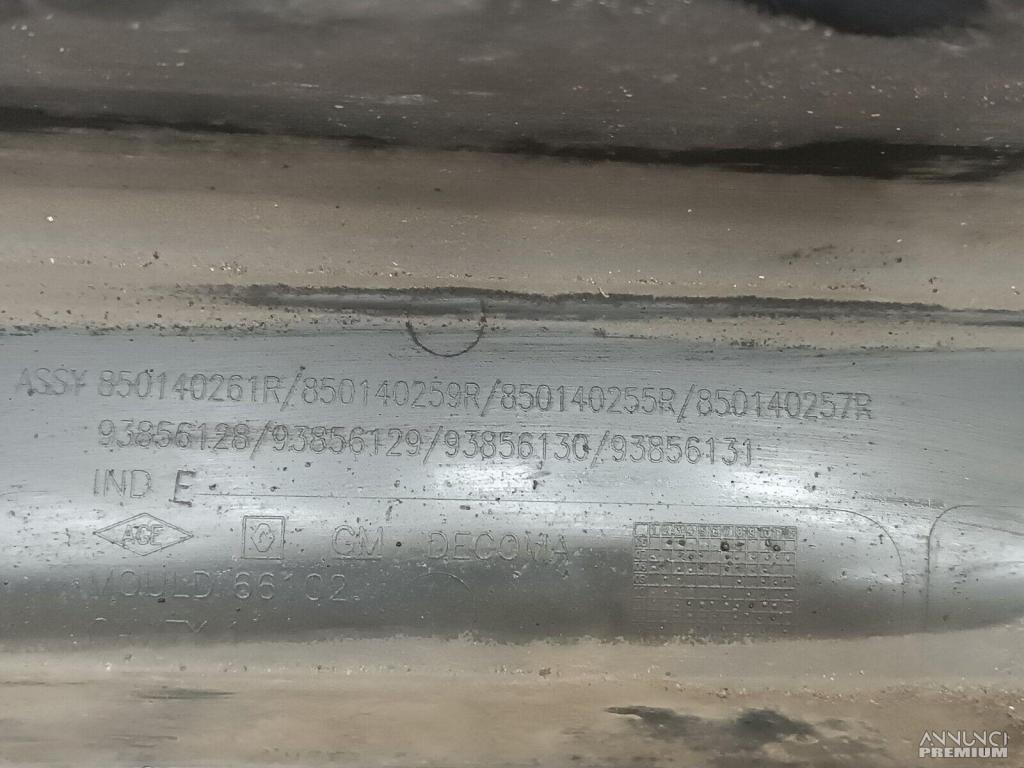 ASSY 850140261R/850140259R/850140255R/850140257R
93856128/93856129/93856130/93856131
IND E
AGE GM DECOMA
MOULD 66102
ANNUNCI
PREMIUM